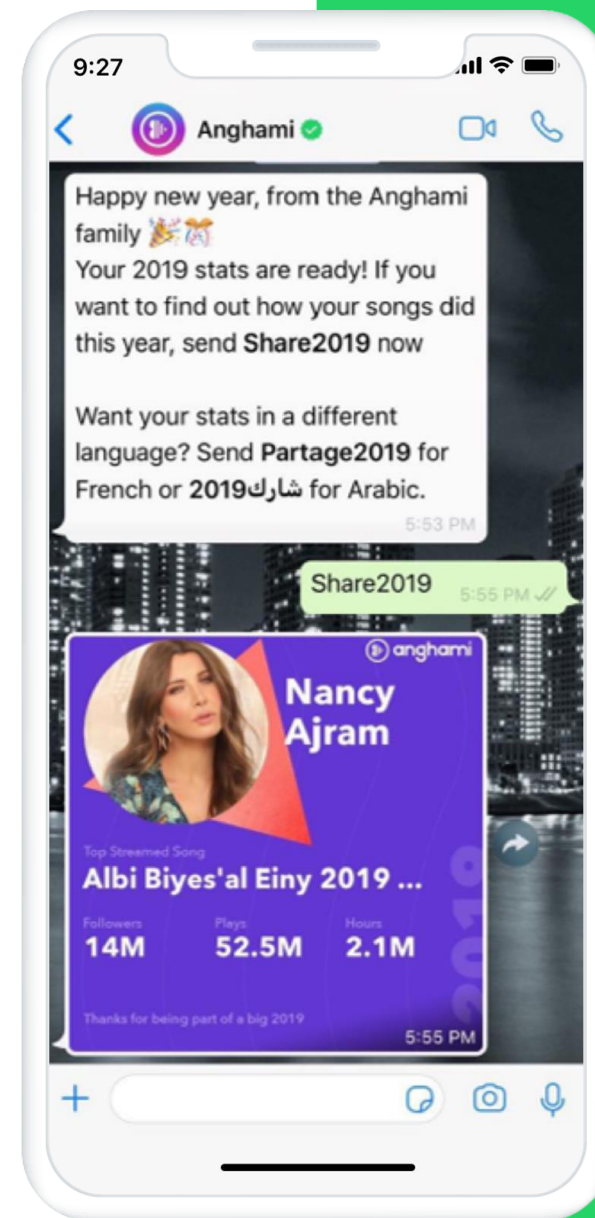 9:27
Anghami
Happy new year, from the Anghami
family 🎉🎊
Your 2019 stats are ready! If you
want to find out how your songs did
this year, send Share2019 now
Want your stats in a different
language? Send Partage2019 for
French or شارك2019 for Arabic.
5:53 PM
Share2019
5:55 PM
anghami
Nancy
Ajram
Top Streamed Song
Albi Biyes'al Einy 2019 ...
Followers Plays Hours
14M 52.5M 2.1M
2019
Thanks for being part of a big 2019
5:55 PM